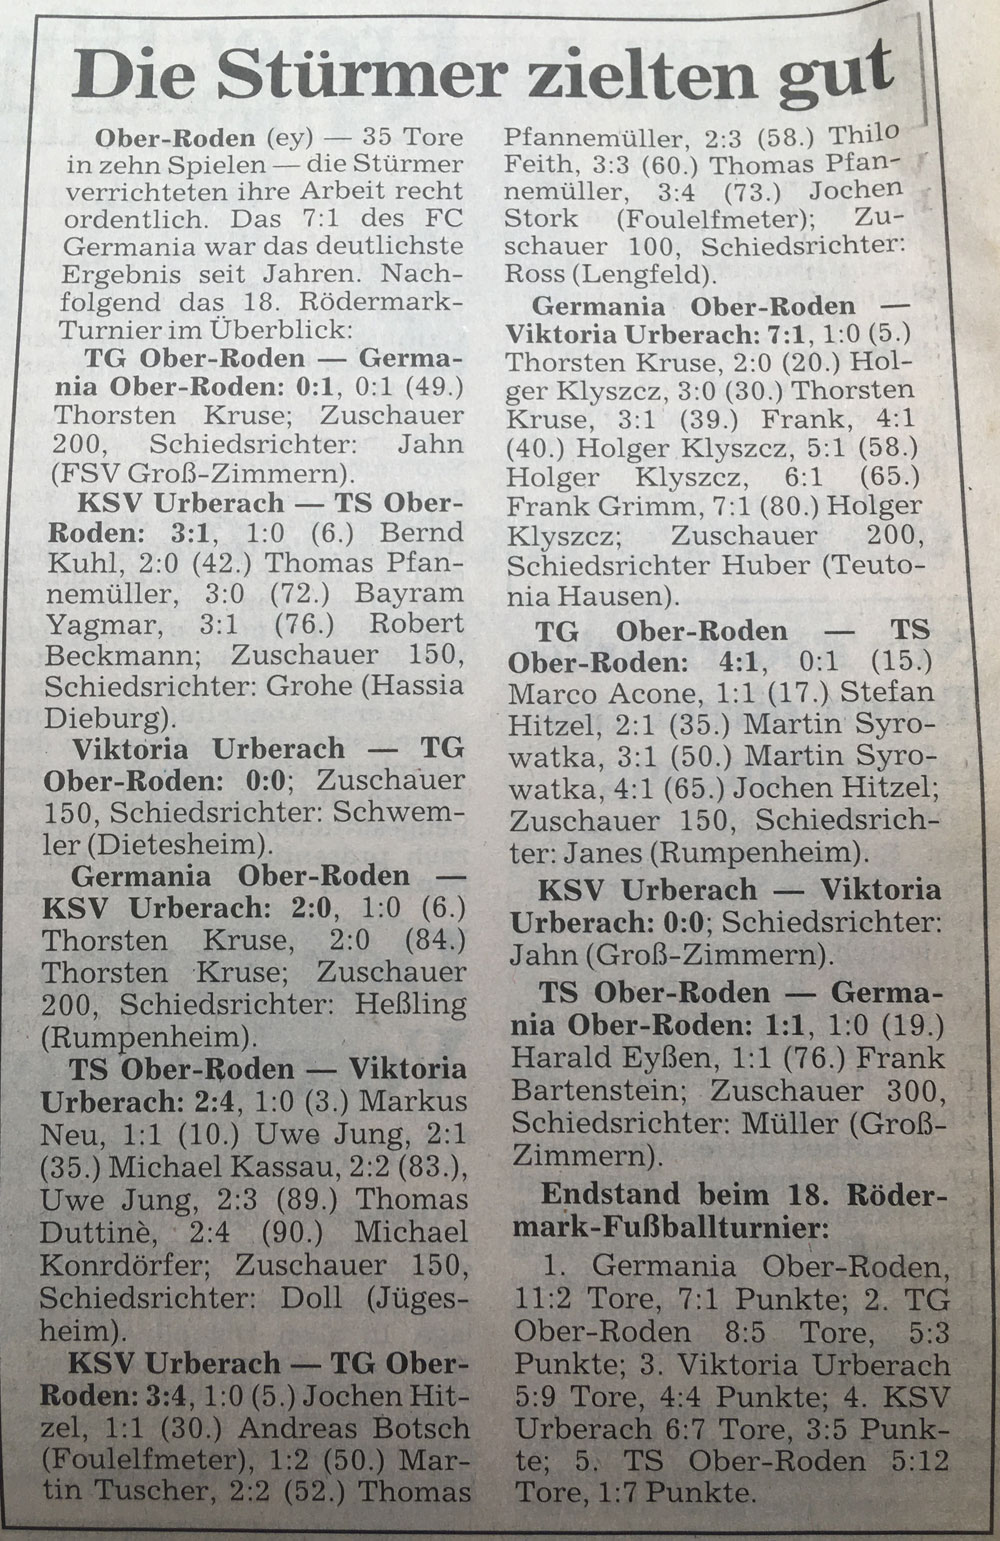 Die Stürmer zielten gut
Ober-Roden (ey) — 35 Tore
in zehn Spielen — die Stürmer
verrichteten ihre Arbeit recht
ordentlich. Das 7:1 des FC
Germania war das deutlichste
Ergebnis seit Jahren. Nach-
folgend das 18. Rödermark-
Turnier im Überblick:
TG Ober-Roden — Germa-
nia Ober-Roden: 0:1, 0:1 (49.)
Thorsten Kruse; Zuschauer
200, Schiedsrichter: Jahn
(FSV Groß-Zimmern).
KSV Urberach — TS Ober-
Roden: 3:1, 1:0 (6.) Bernd
Kuhl, 2:0 (42.) Thomas Pfan-
nemüller, 3:0 (72.) Bayram
Yagmar, 3:1 (76.) Robert
Beckmann; Zuschauer 150,
Schiedsrichter: Grohe (Hassia
Dieburg).
Viktoria Urberach — TG
Ober-Roden: 0:0; Zuschauer
150, Schiedsrichter: Schwem-
ler (Dietesheim).
Germania Ober-Roden —
KSV Urberach: 2:0, 1:0 (6.)
Thorsten Kruse, 2:0 (84.)
Thorsten Kruse; Zuschauer
200, Schiedsrichter: Heßling
(Rumpenheim).
TS Ober-Roden — Viktoria
Urberach: 2:4, 1:0 (3.) Markus
Neu, 1:1 (10.) Uwe Jung, 2:1
(35.) Michael Kassau, 2:2 (83.),
Uwe Jung, 2:3 (89.) Thomas
Duttinè, 2:4 (90.) Michael
Konrdörfer; Zuschauer 150,
Schiedsrichter: Doll (Jüges-
heim).
KSV Urberach — TG Ober-
Roden: 3:4, 1:0 (5.) Jochen Hit-
zel, 1:1 (30.) Andreas Botsch
(Foulelfmeter), 1:2 (50.) Mar-
tin Tuscher, 2:2 (52.) Thomas
Pfannemüller, 2:3 (58.) Thilo
Feith, 3:3 (60.) Thomas Pfan-
nemüller, 3:4 (73.) Jochen
Stork (Foulelfmeter); Zu-
schauer 100, Schiedsrichter:
Ross (Lengfeld).
Germania Ober-Roden —
Viktoria Urberach: 7:1, 1:0 (5.)
Thorsten Kruse, 2:0 (20.) Hol-
ger Klyszcz, 3:0 (30.) Thorsten
Kruse, 3:1 (39.) Frank, 4:1
(40.) Holger Klyszcz, 5:1 (58.)
Holger Klyszcz, 6:1 (65.)
Frank Grimm, 7:1 (80.) Holger
Klyszcz; Zuschauer 200,
Schiedsrichter Huber (Teuto-
nia Hausen).
TG Ober-Roden — TS
Ober-Roden: 4:1, 0:1 (15.)
Marco Acone, 1:1 (17.) Stefan
Hitzel, 2:1 (35.) Martin Syro-
watka, 3:1 (50.) Martin Syro-
watka, 4:1 (65.) Jochen Hitzel;
Zuschauer 150, Schiedsrich-
ter: Janes (Rumpenheim).
KSV Urberach — Viktoria
Urberach: 0:0; Schiedsrichter:
Jahn (Groß-Zimmern).
TS Ober-Roden — Germa-
nia Ober-Roden: 1:1, 1:0 (19.)
Harald Eyßen, 1:1 (76.) Frank
Bartenstein; Zuschauer 300,
Schiedsrichter: Müller (Groß-
Zimmern).
Endstand beim 18. Röder-
mark-Fußballturnier:
1. Germania Ober-Roden,
11:2 Tore, 7:1 Punkte; 2. TG
Ober-Roden 8:5 Tore, 5:3
Punkte; 3. Viktoria Urberach
5:9 Tore, 4:4 Punkte; 4. KSV
Urberach 6:7 Tore, 3:5 Punk-
te; 5. TS Ober-Roden 5:12
Tore, 1:7 Punkte.